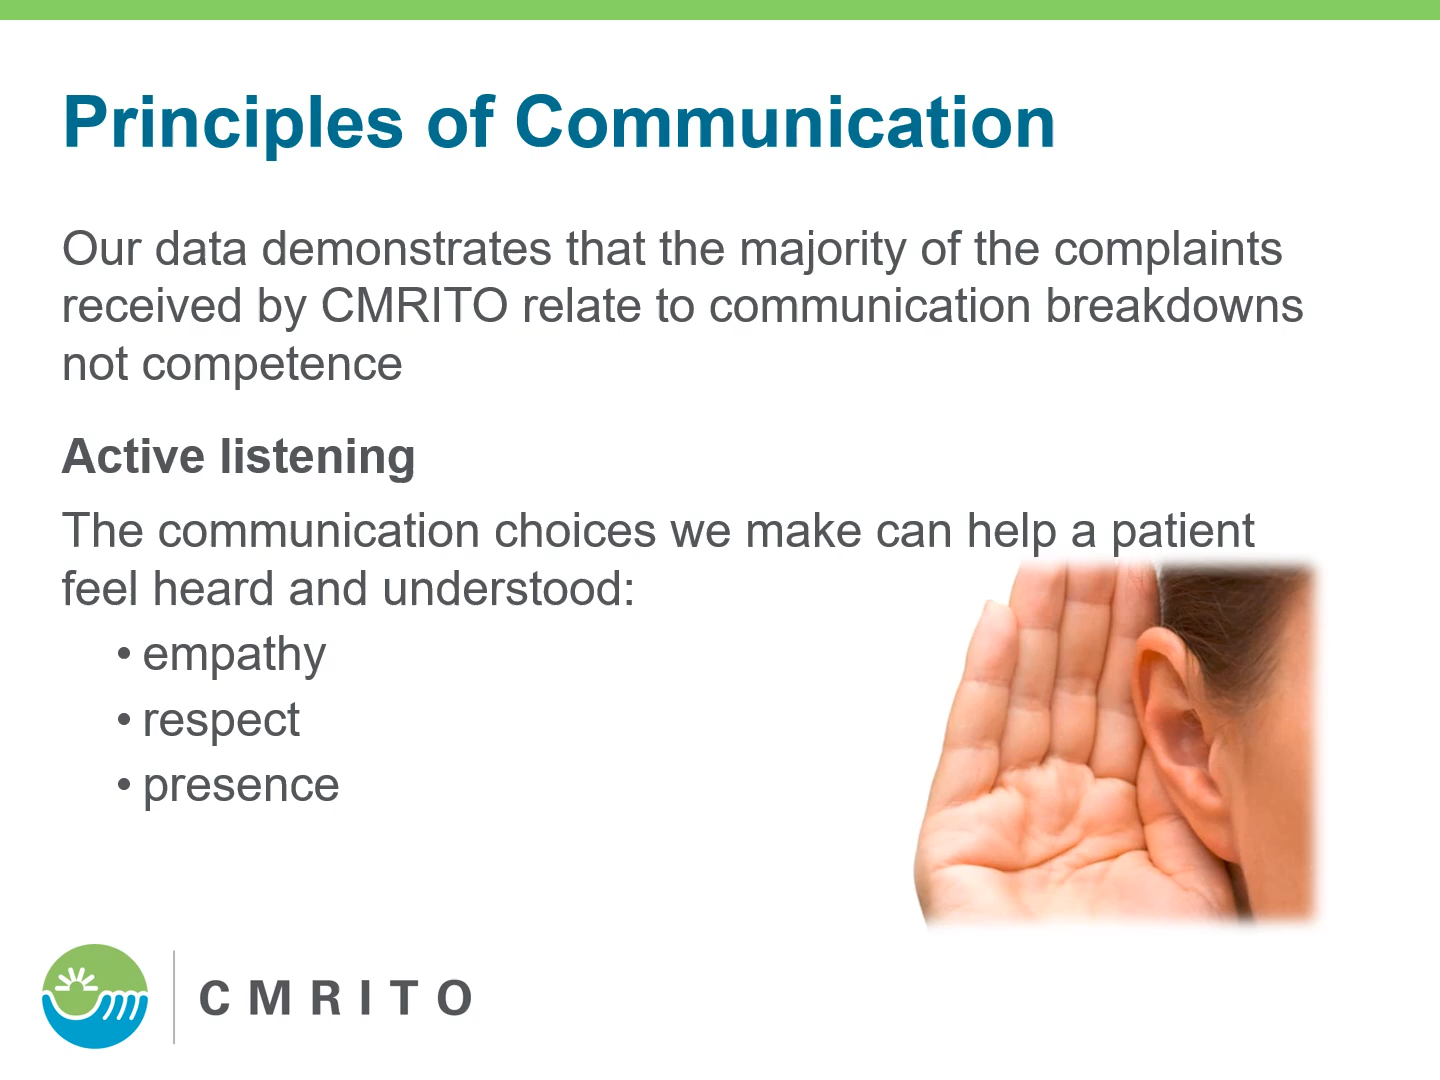 Principles of Communication
Our data demonstrates that the majority of the complaints
received by CMRITO relate to communication breakdowns
not competence
Active listening
The communication choices we make can help a patient
feel heard and understood:
• empathy
• respect
• presence
CMRITO